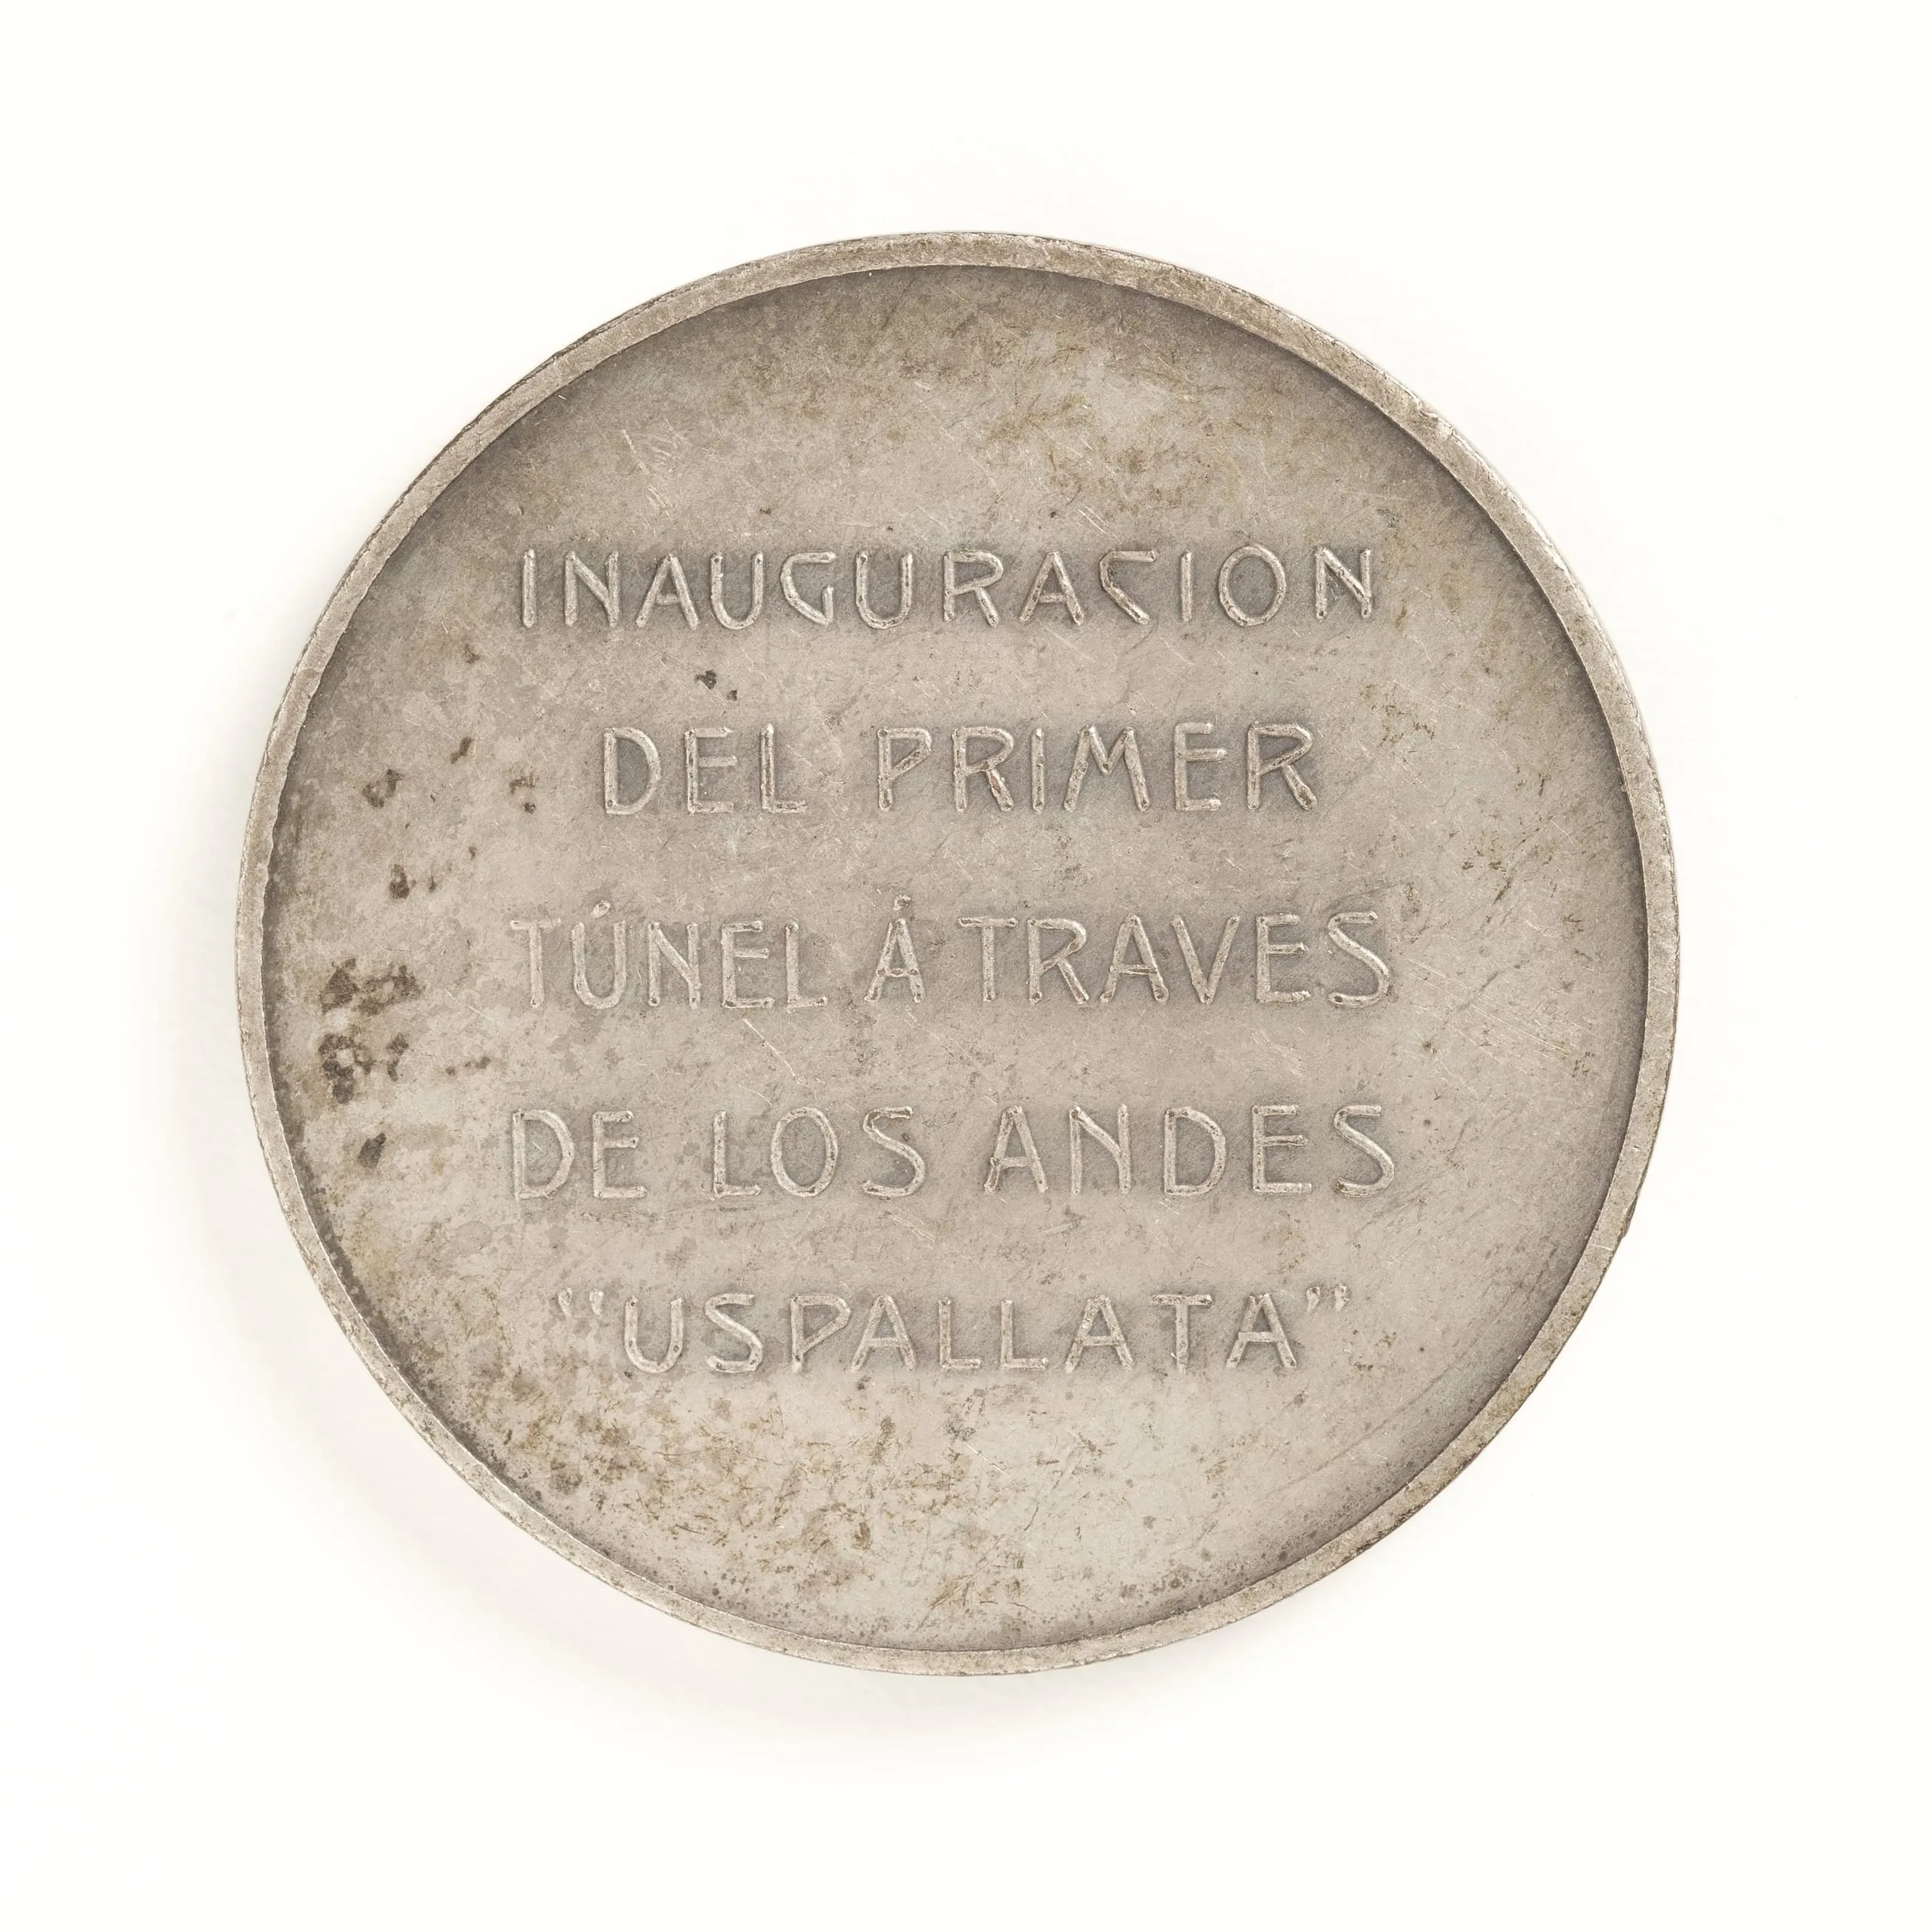 INAUGURACION
DEL PRIMER
TÚNEL Á TRAVES
DE LOS ANDES
“USPALLATA”